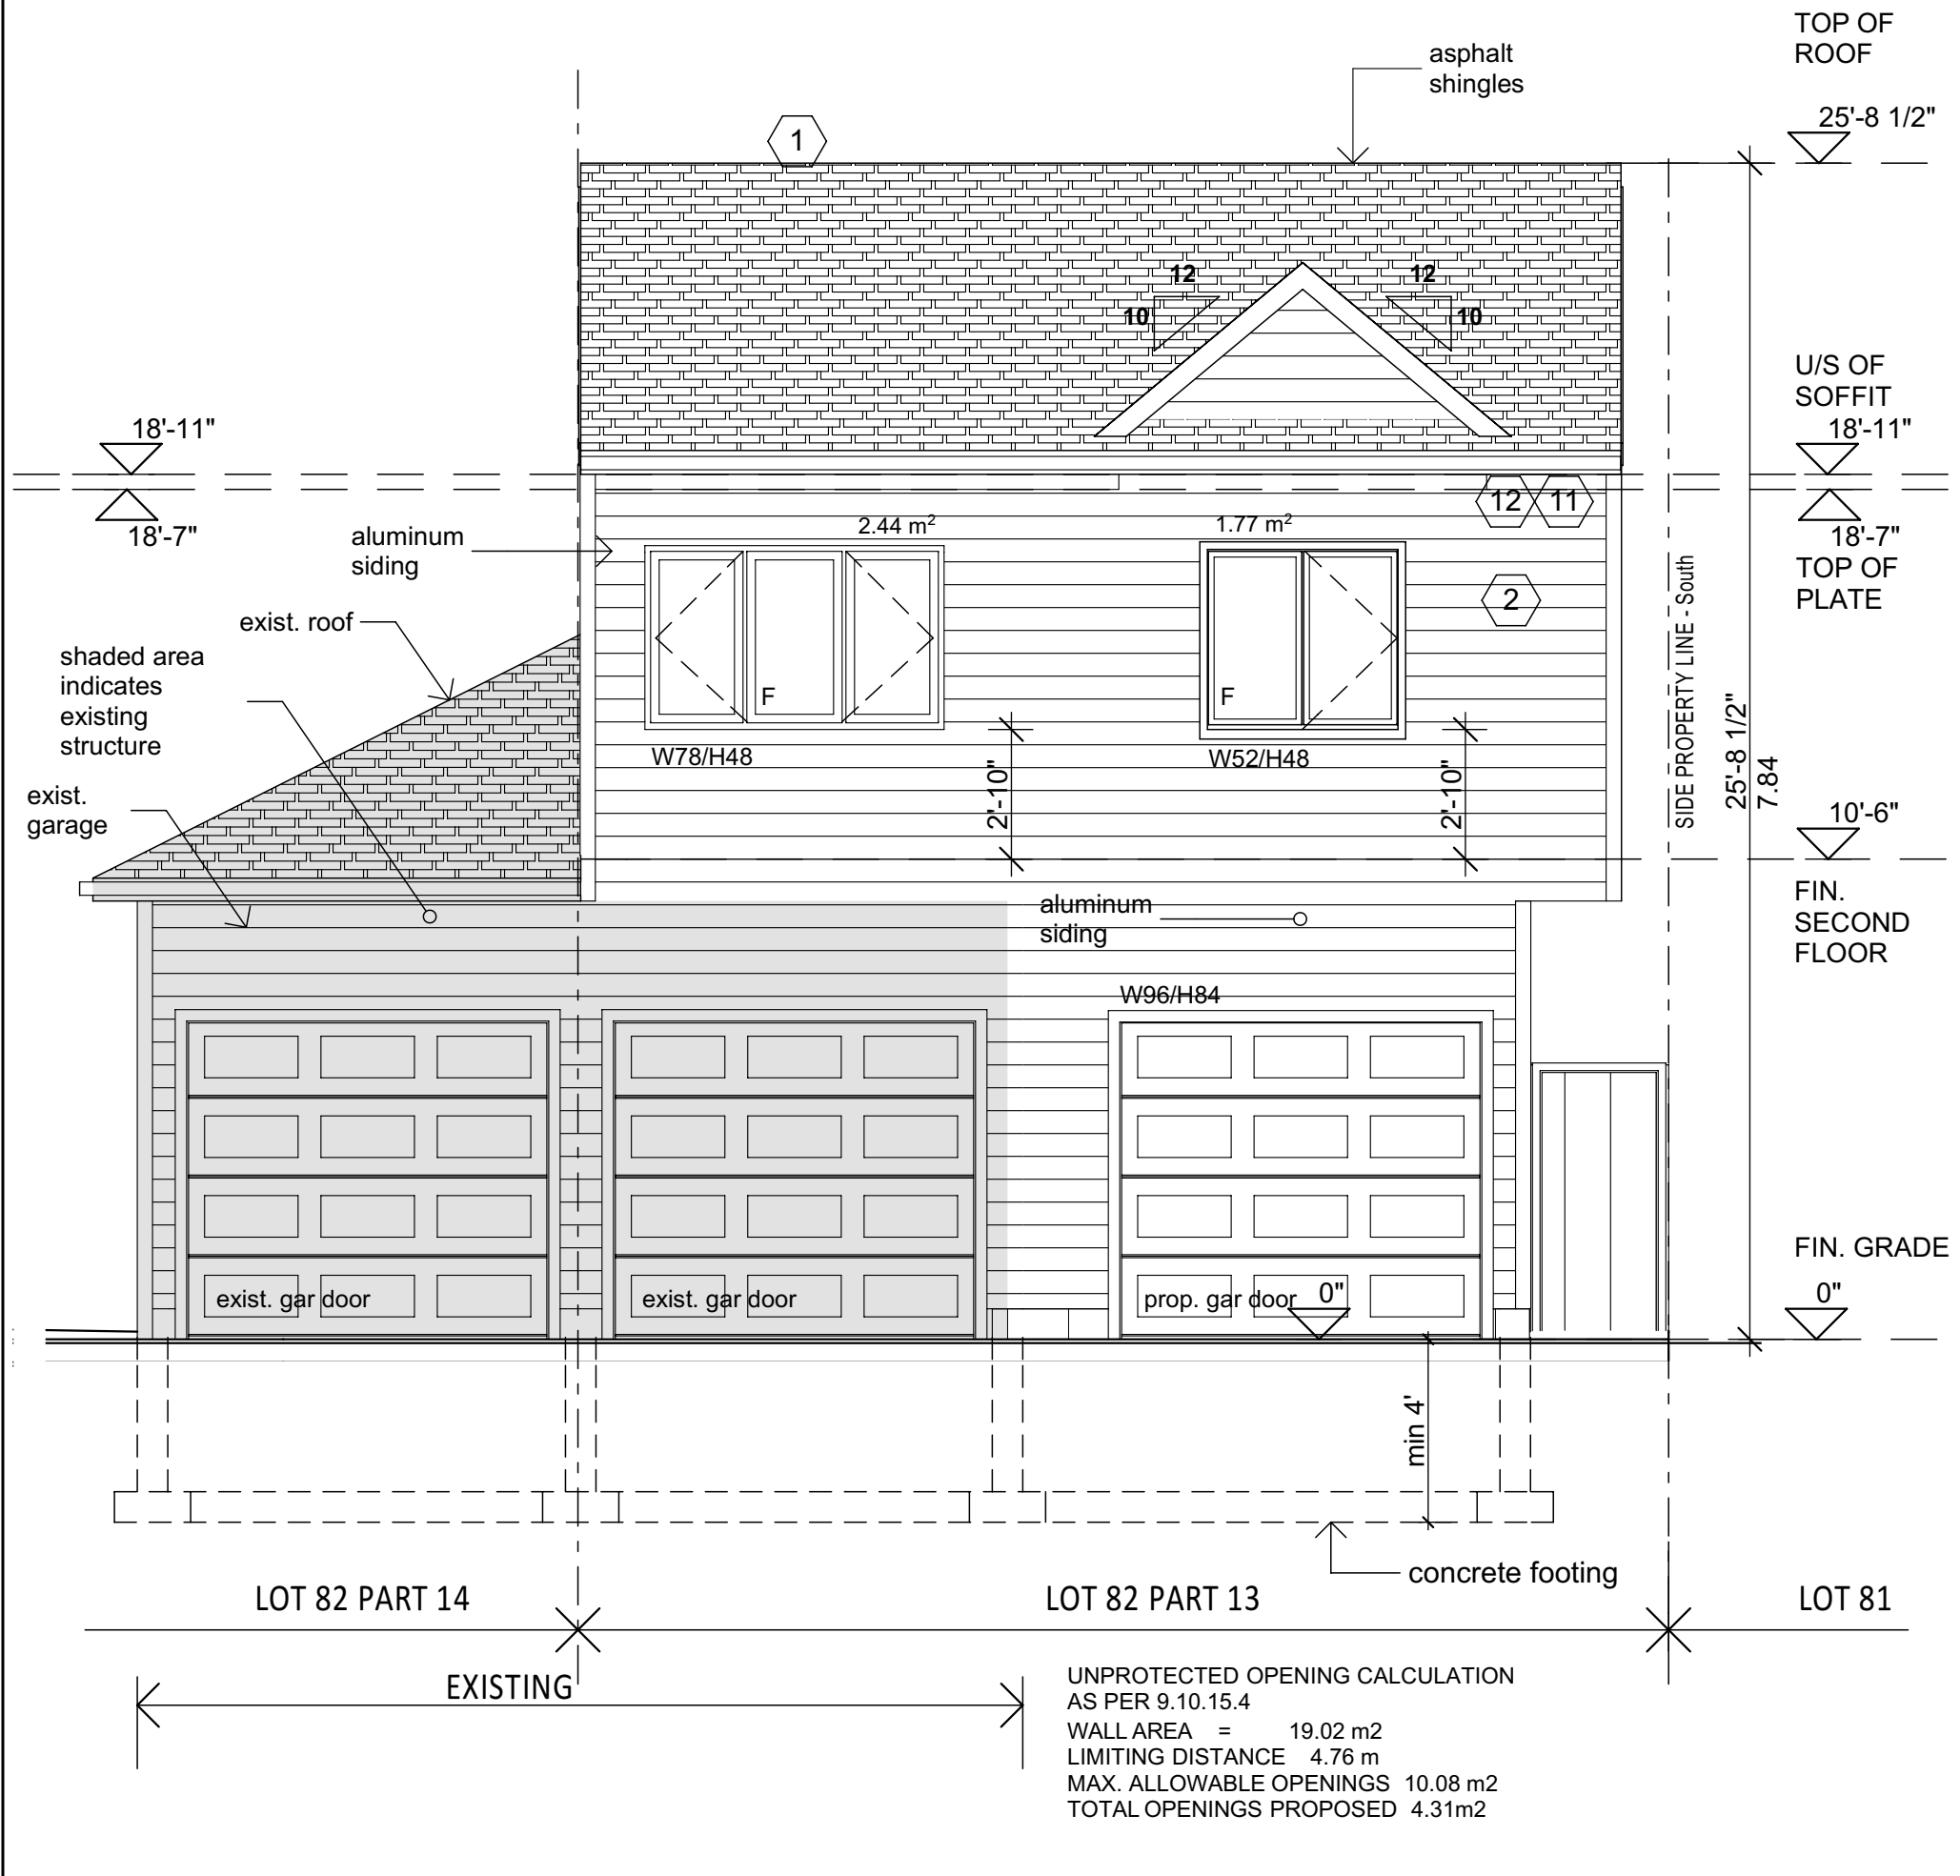 TOP OF
ROOF
asphalt
shingles
25'-8 1/2"
1
12
12
10
10
U/S OF
SOFFIT
18'-11"
18'-11"
12
11
18'-7"
18'-7"
TOP OF
PLATE
aluminum
siding
2.44 m²
1.77 m²
2
exist. roof
shaded area
indicates
existing
structure
F
F
W78/H48
W52/H48
2'-10"
2'-10"
SIDE PROPERTY LINE - South
25'-8 1/2"
7.84
exist.
garage
10'-6"
FIN.
SECOND
FLOOR
aluminum
siding
W96/H84
FIN. GRADE
exist. gar door
exist. gar door
prop. gar door
0"
0"
min 4'
concrete footing
LOT 82 PART 14
LOT 82 PART 13
LOT 81
EXISTING
UNPROTECTED OPENING CALCULATION
AS PER 9.10.15.4
WALL AREA = 19.02 m2
LIMITING DISTANCE 4.76 m
MAX. ALLOWABLE OPENINGS 10.08 m2
TOTAL OPENINGS PROPOSED 4.31m2